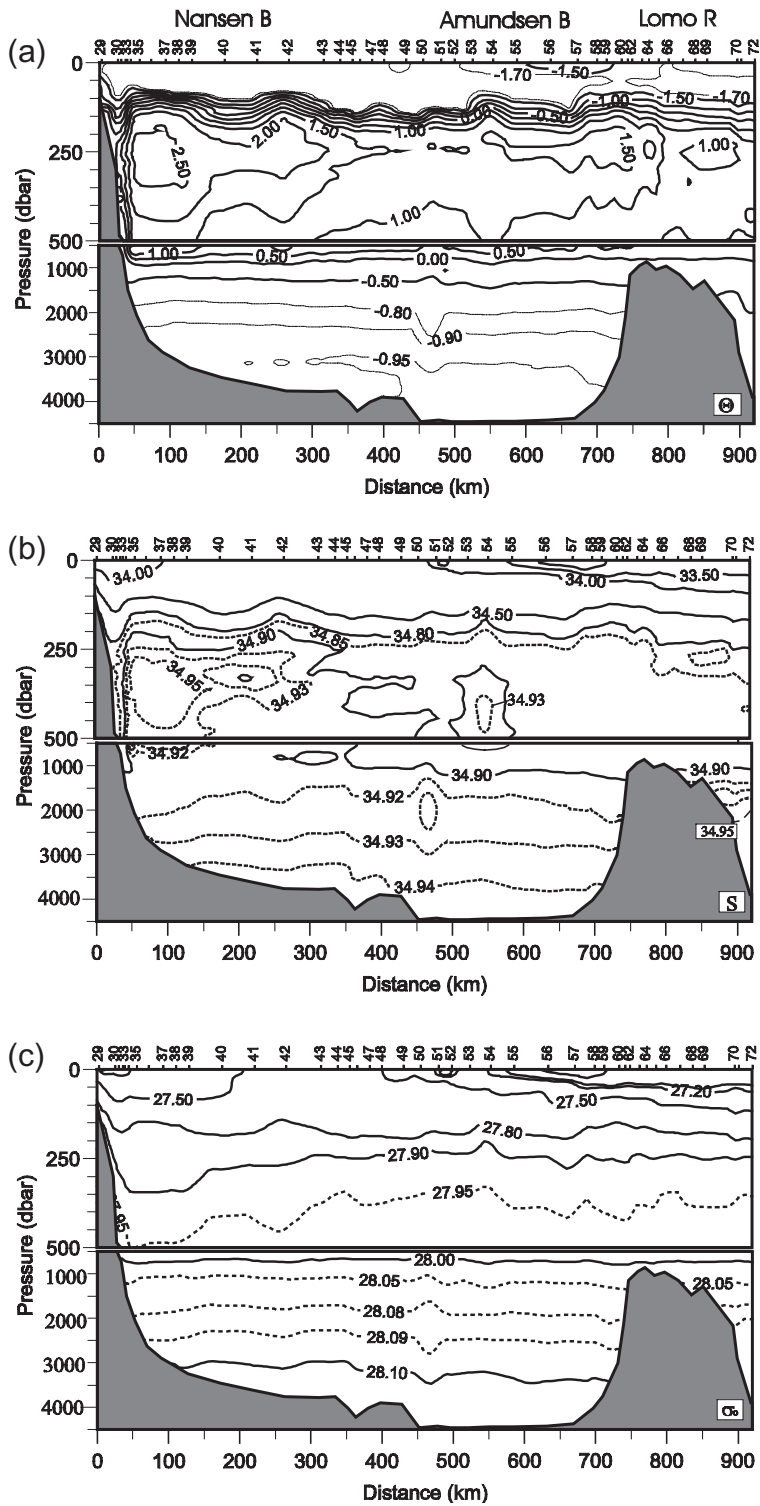 Nansen B Amundsen B Lomo R
(a)
29 30 33 35 37 38 39 40 41 42 43 44 45 47 48 49 50 51 52 53 54 55 56 57 58 59 60 62 64 66 68 69 70 72
0
-1.70 -1.50
-1.00 -1.50 -1.70
2.00 1.50 1.00 0.00 -0.50
250
2.50 1.50 1.00
1.00
500
1.00 0.50 0.00 0.50
1000
-0.50
2000
-0.80
-0.90
3000
-0.95
4000
Θ
Pressure (dbar)
0 100 200 300 400 500 600 700 800 900
Distance (km)
(b)
29 30 33 35 37 38 39 40 41 42 43 44 45 47 48 49 50 51 52 53 54 55 56 57 58 59 60 62 64 66 68 69 70 72
0
34.00 34.00 33.50
34.50
34.90 34.85 34.80
250
34.95 34.93 34.93
500
34.92
1000
34.90 34.90
34.92
2000
34.95
34.93
3000
34.94
4000
S
Pressure (dbar)
0 100 200 300 400 500 600 700 800 900
Distance (km)
(c)
29 30 33 35 37 38 39 40 41 42 43 44 45 47 48 49 50 51 52 53 54 55 56 57 58 59 60 62 64 66 68 69 70 72
0
27.50 27.50 27.20
27.80
250
27.90
27.95
7.95
500
28.00
1000
28.05 28.05
28.08
2000
28.09
3000
28.10
4000
σ₀
Pressure (dbar)
0 100 200 300 400 500 600 700 800 900
Distance (km)